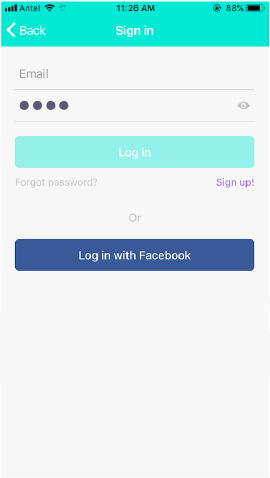 Antel 11:26 AM 88%
Back Sign in
Email
Log in
Forgot password? Sign up!
Or
Log in with Facebook